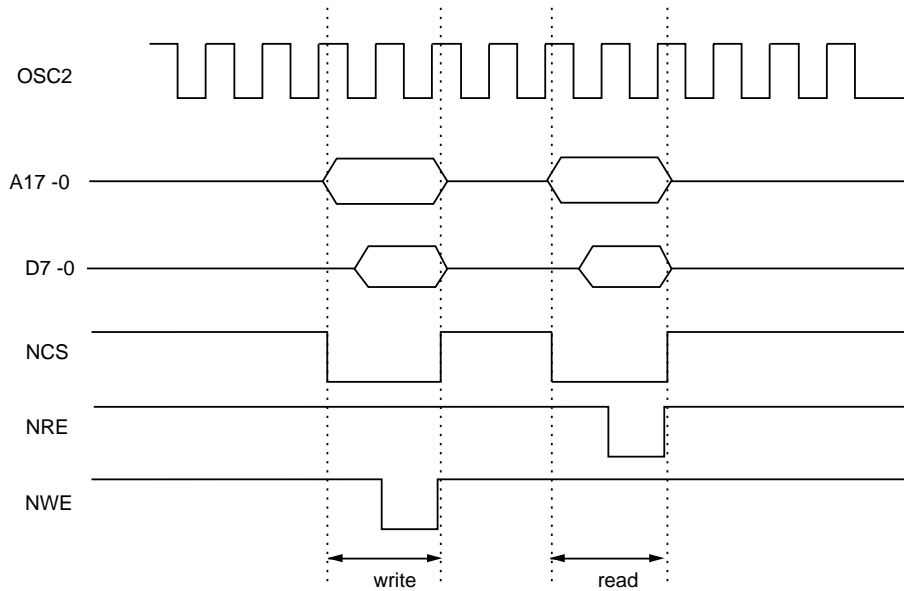 OSC2
A17 -0
D7 -0
NCS
NRE
NWE
write read